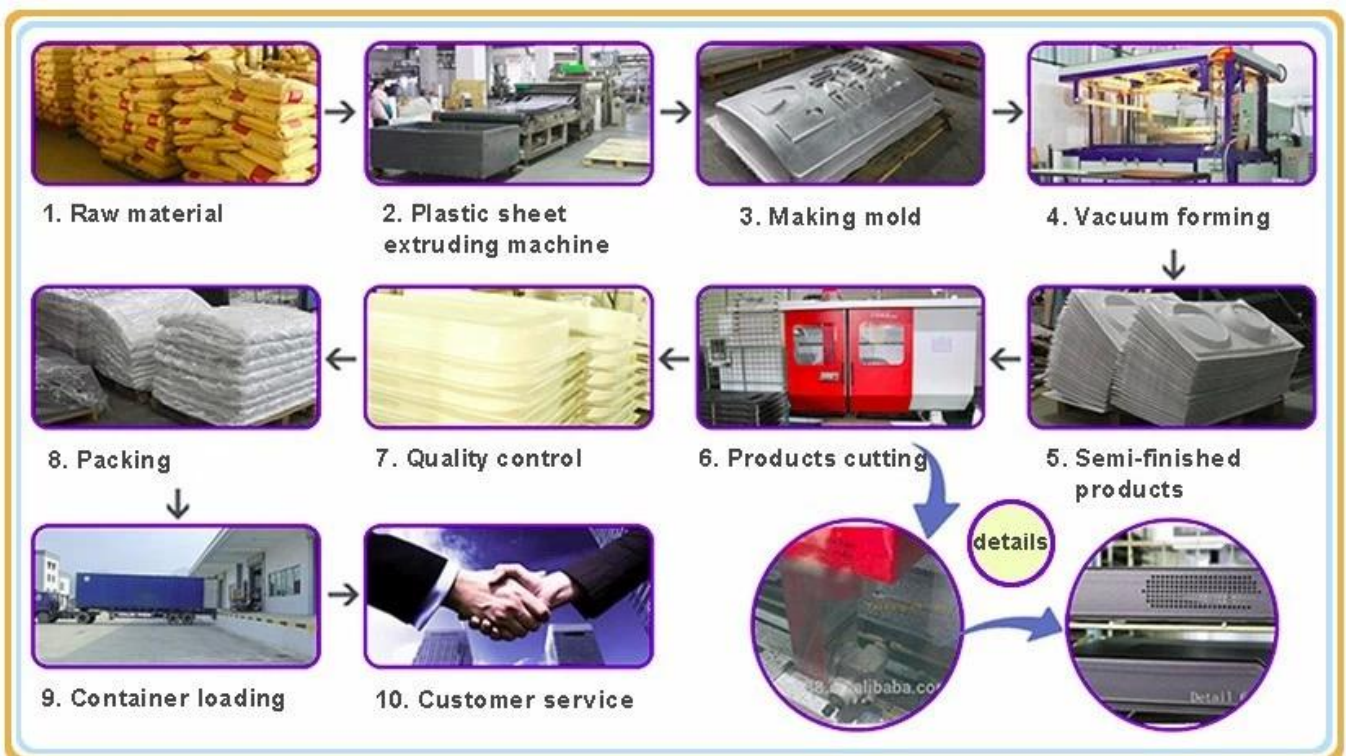 1. Raw material
2. Plastic sheet
extruding machine
3. Making mold
4. Vacuum forming
8. Packing
7. Quality control
6. Products cutting
5. Semi-finished
products
details
9. Container loading
10. Customer service
Detail